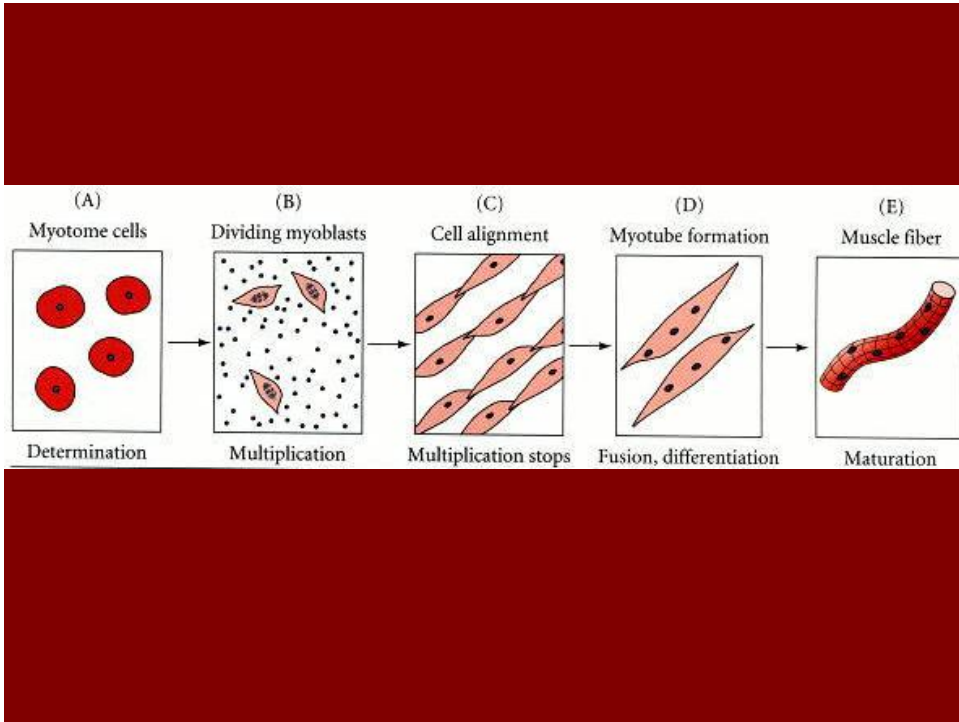 (A)
Myotome cells
Determination
(B)
Dividing myoblasts
Multiplication
(C)
Cell alignment
Multiplication stops
(D)
Myotube formation
Fusion, differentiation
(E)
Muscle fiber
Maturation